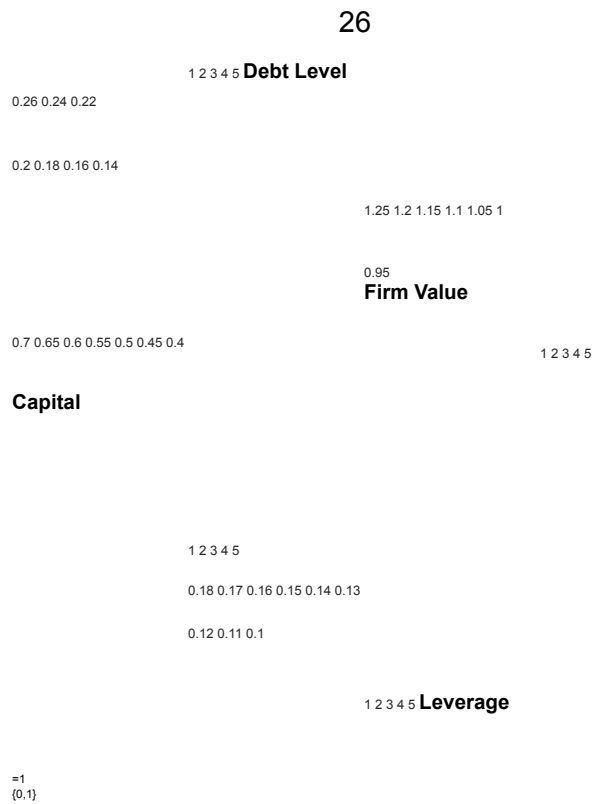 26
1 2 3 4 5 Debt Level
0.26 0.24 0.22
0.2 0.18 0.16 0.14
1.25 1.2 1.15 1.1 1.05 1
0.95
Firm Value
0.7 0.65 0.6 0.55 0.5 0.45 0.4
1 2 3 4 5
Capital
1 2 3 4 5
0.18 0.17 0.16 0.15 0.14 0.13
0.12 0.11 0.1
1 2 3 4 5 Leverage
=1
{0,1}